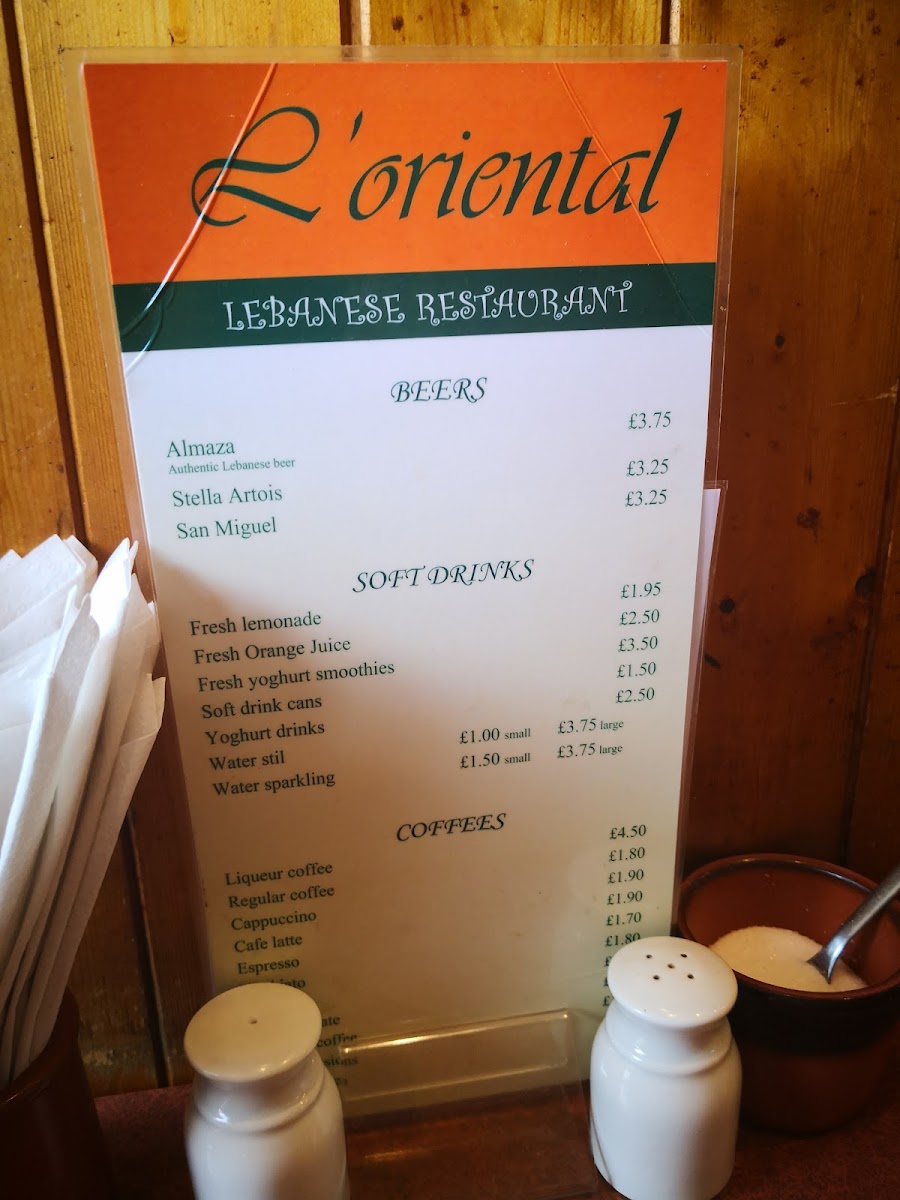 L'oriental
LEBANESE RESTAURANT
BEERS
Almaza £3.75
Authentic Lebanese beer
Stella Artois £3.25
San Miguel £3.25
SOFT DRINKS
Fresh lemonade £1.95
Fresh Orange Juice £2.50
Fresh yoghurt smoothies £3.50
Soft drink cans £1.50
Yoghurt drinks £2.50
Water stil £1.00 small £3.75 large
Water sparkling £1.50 small £3.75 large
COFFEES
Liqueur coffee £4.50
Regular coffee £1.80
Cappuccino £1.90
Cafe latte £1.90
Espresso £1.70
£1.80
coffee